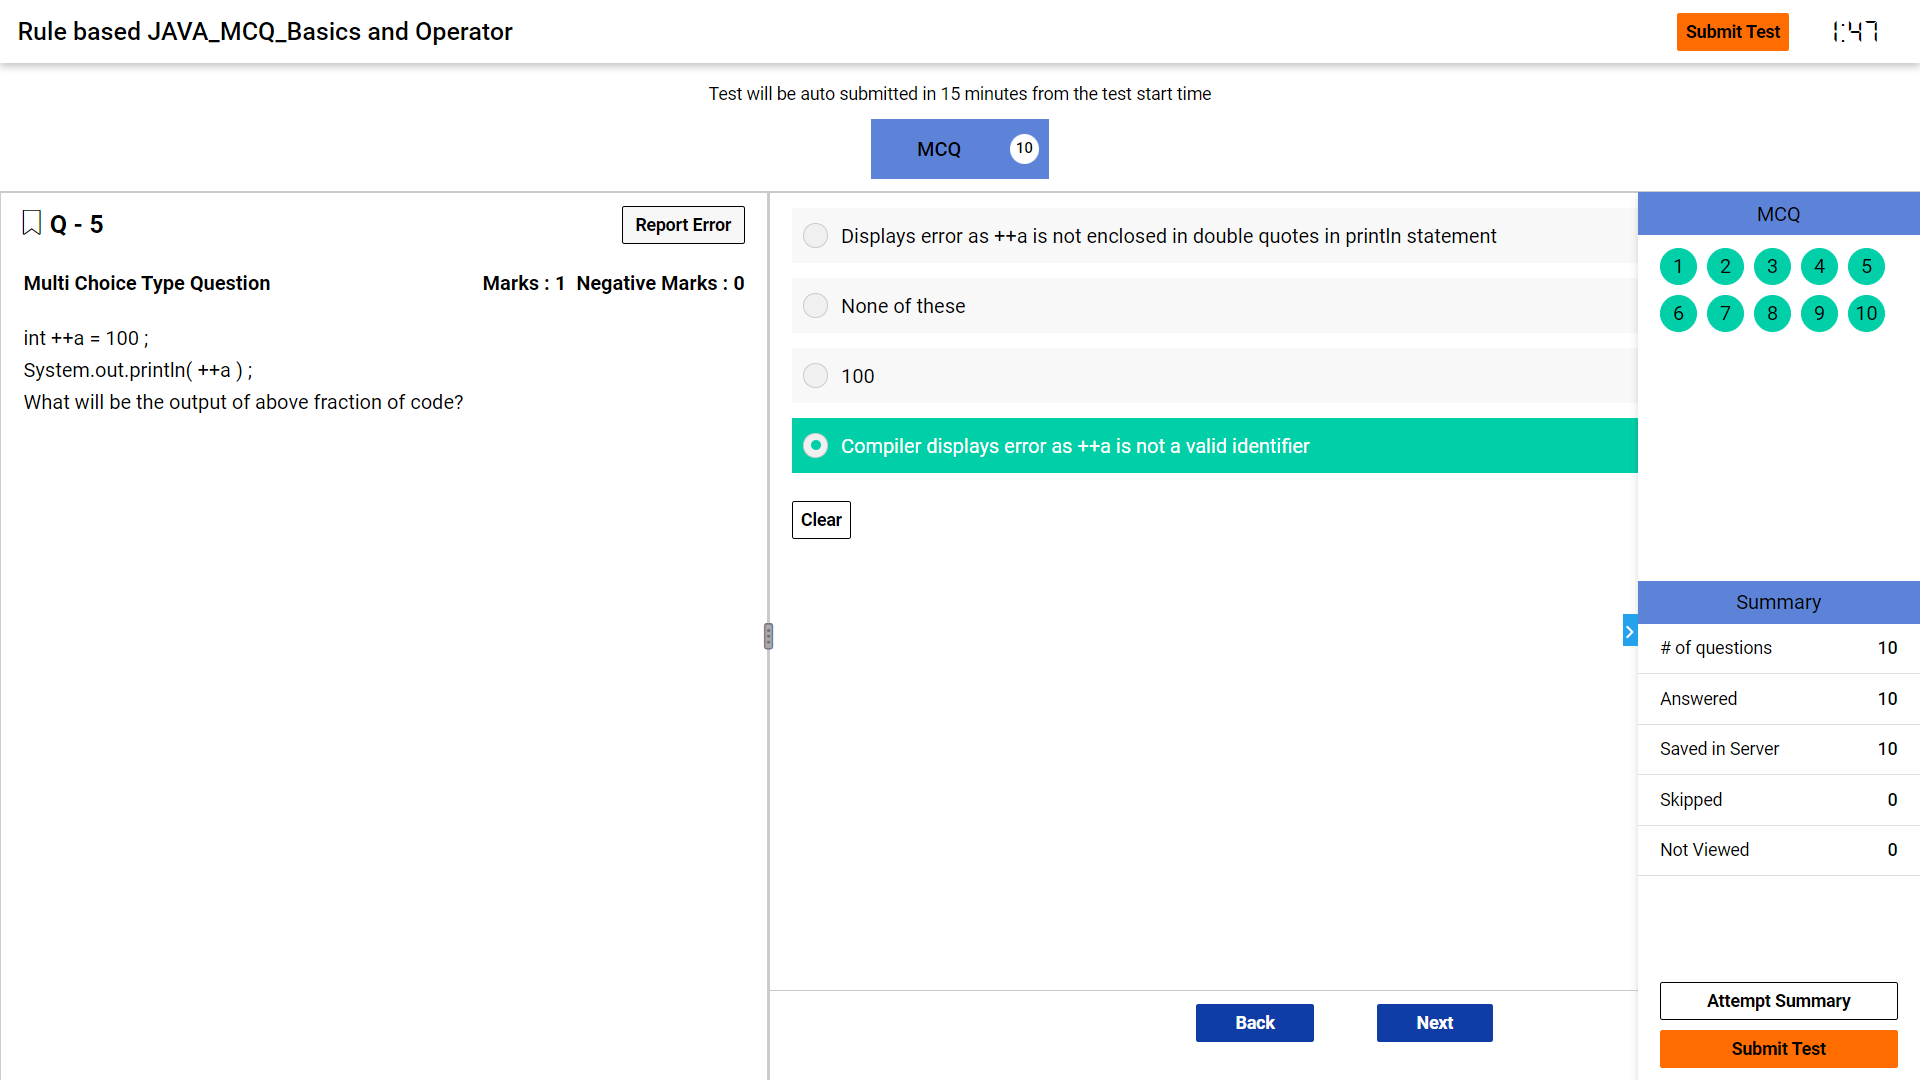 Rule based JAVA_MCQ_Basics and Operator
Submit Test
1:47
Test will be auto submitted in 15 minutes from the test start time
MCQ 10
Q - 5
Report Error
Multi Choice Type Question
Marks : 1 Negative Marks : 0
int ++a = 100 ;
System.out.println( ++a ) ;
What will be the output of above fraction of code?
Displays error as ++a is not enclosed in double quotes in println statement
None of these
100
Compiler displays error as ++a is not a valid identifier
Clear
Back
Next
MCQ
1 2 3 4 5
6 7 8 9 10
Summary
# of questions 10
Answered 10
Saved in Server 10
Skipped 0
Not Viewed 0
Attempt Summary
Submit Test